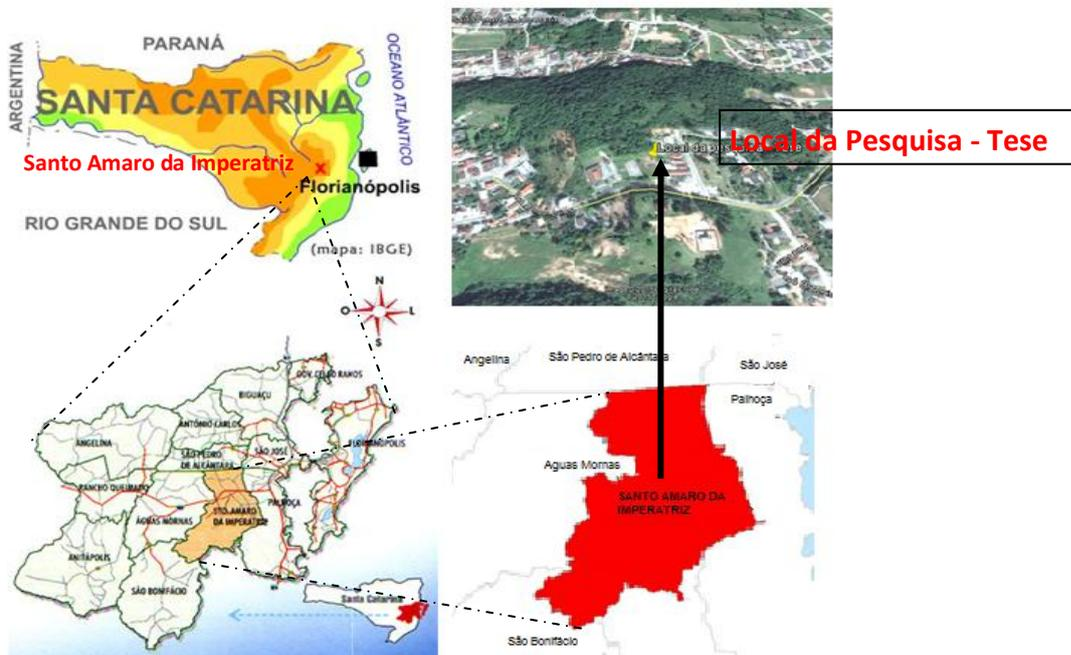 PARANÁ
ARGENTINA
OCEANO ATLÂNTICO
SANTA CATARINA
Santo Amaro da Imperatriz
x
Florianópolis
RIO GRANDE DO SUL
(mapa: IBGE)
Local da Pesquisa - Tese
N
O
L
S
GOV. CELSO RAMOS
BIGUAÇU
ANTÔNIO CARLOS
ANGELINA
SÃO PEDRO
DE ALCÂNTARA
SÃO JOSÉ
FLORIANÓPOLIS
RANCHO QUEIMADO
ÁGUAS MORNAS
STO. AMARO
DA IMPERATRIZ
PALHOÇA
ANITÁPOLIS
SÃO BONIFÁCIO
Santa Catarina
Angelina
São Pedro de Alcântara
São José
Palhoça
Aguas Mornas
SANTO AMARO DA
IMPERATRIZ
São Bonifácio